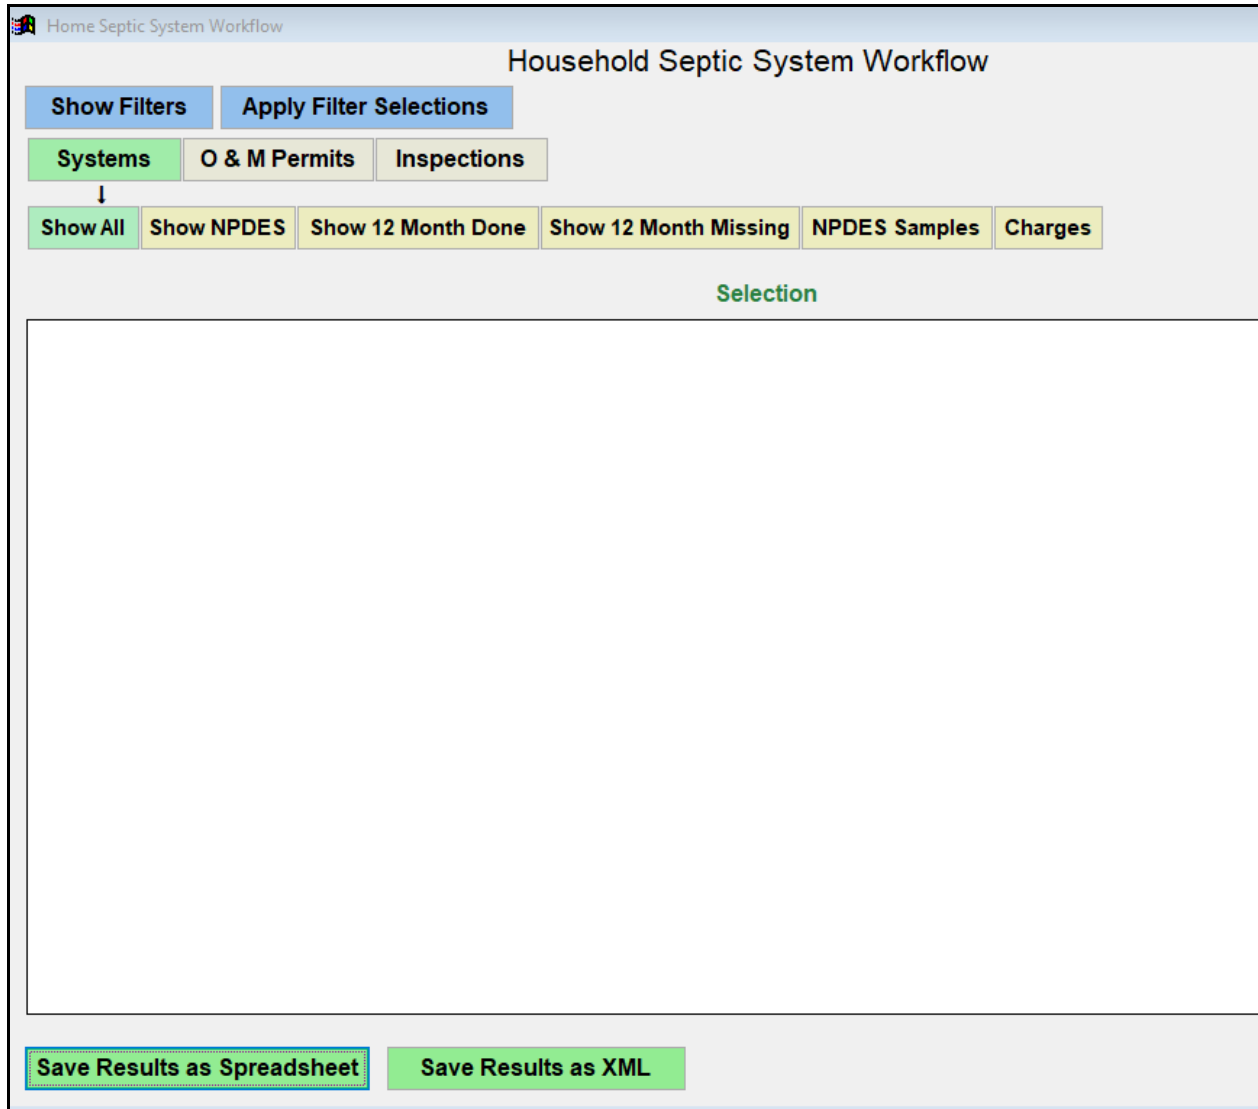 Home Septic System Workflow
Household Septic System Workflow
Show Filters Apply Filter Selections
Systems O & M Permits Inspections
Show All Show NPDES Show 12 Month Done Show 12 Month Missing NPDES Samples Charges
Selection
Save Results as Spreadsheet Save Results as XML